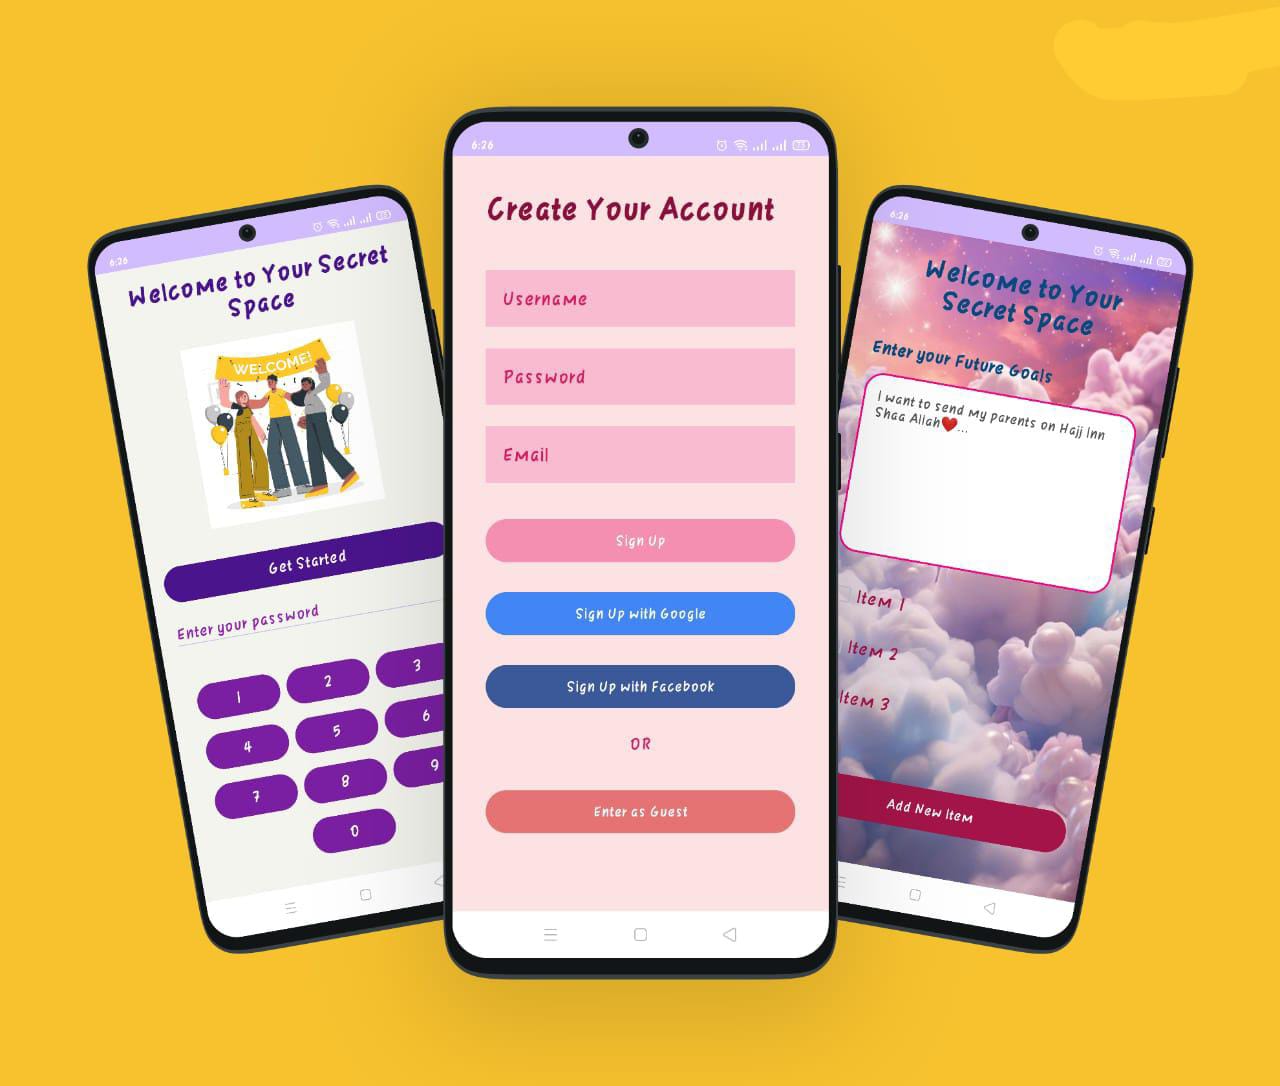 6:26
Welcome to Your Secret
Space
WELCOME!
Get Started
Enter your password
1
2
3
4
5
6
7
8
9
0
6:26
Create Your Account
Username
Password
Email
Sign Up
Sign Up with Google
Sign Up with Facebook
OR
Enter as Guest
6:26
Welcome to Your
Secret Space
Enter your Future Goals
I want to send my parents on Hajj Inn
Shaa Allah❤️...
Item 1
Item 2
Item 3
Add New Item